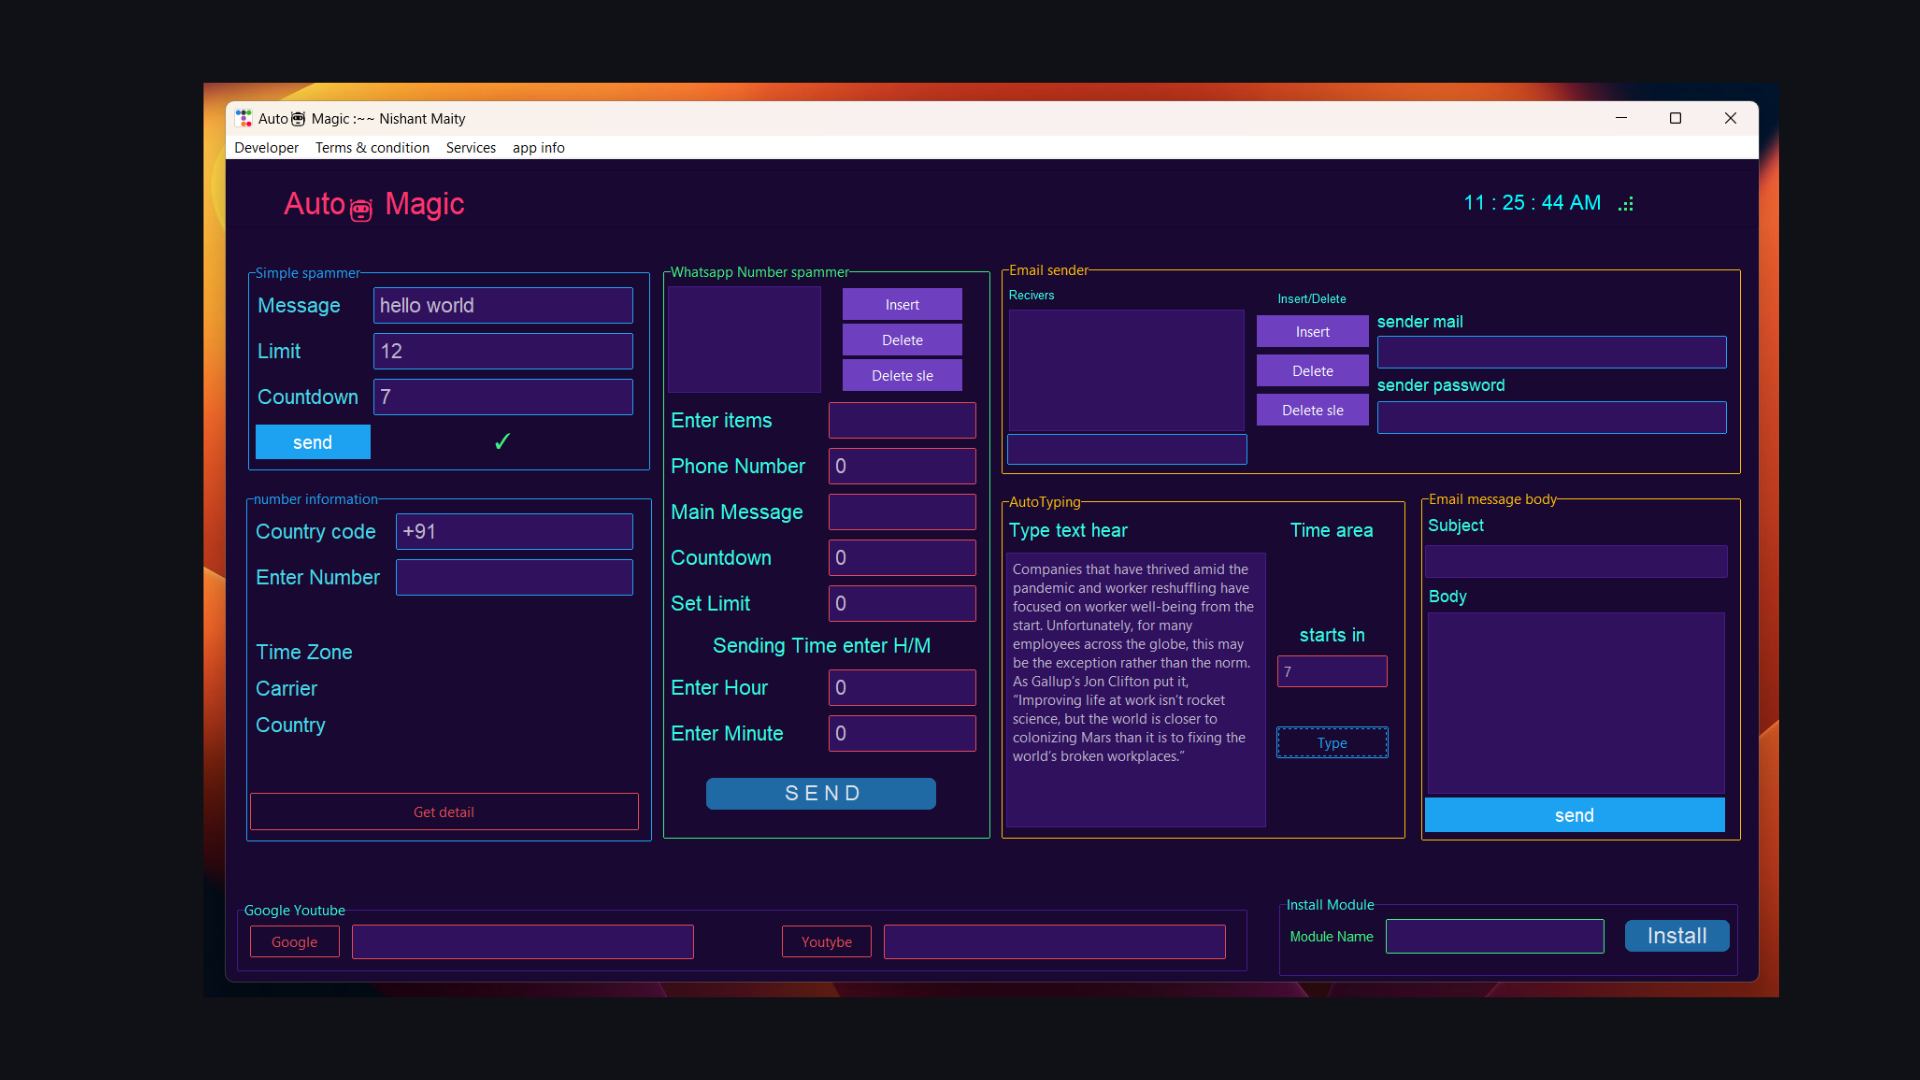 Auto Magic :~~ Nishant Maity
Developer Terms & condition Services app info
Auto Magic
11 : 25 : 44 AM
Simple spammer
Message hello world
Limit 12
Countdown 7
send ✓
number information
Country code +91
Enter Number
Time Zone
Carrier
Country
Get detail
Whatsapp Number spammer
Insert
Delete
Delete sle
Enter items
Phone Number 0
Main Message
Countdown 0
Set Limit 0
Sending Time enter H/M
Enter Hour 0
Enter Minute 0
S E N D
Email sender
Recivers
Insert/Delete
Insert
Delete
Delete sle
sender mail
sender password
AutoTyping
Type text hear
Time area
Companies that have thrived amid the
pandemic and worker reshuffling have
focused on worker well-being from the
start. Unfortunately, for many
employees across the globe, this may
be the exception rather than the norm.
As Gallup’s Jon Clifton put it,
“Improving life at work isn’t rocket
science, but the world is closer to
colonizing Mars than it is to fixing the
world’s broken workplaces.”
starts in
7
Type
Email message body
Subject
Body
send
Google Youtube
Google
Youtybe
Install Module
Module Name
Install